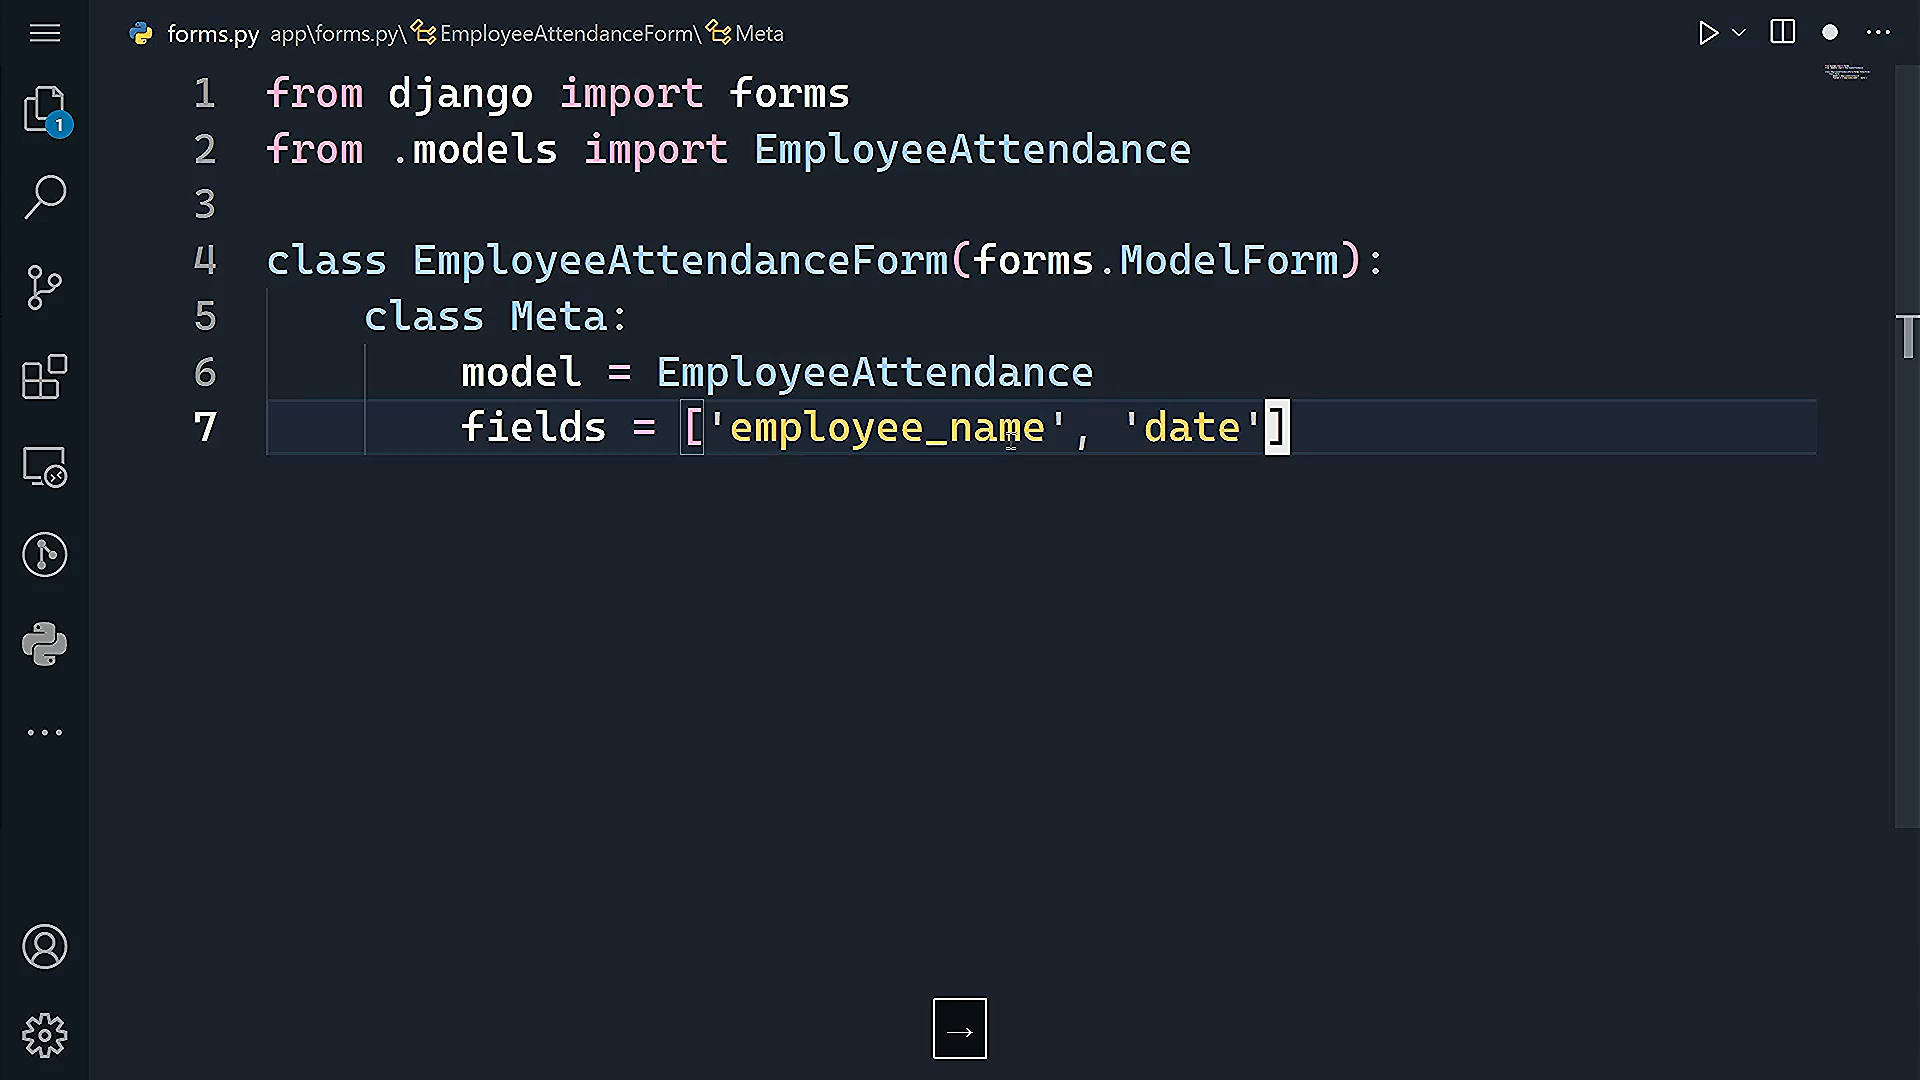 forms.py app\forms.py\EmployeeAttendanceForm\Meta
1 from django import forms
2 from .models import EmployeeAttendance
3
4 class EmployeeAttendanceForm(forms.ModelForm):
5     class Meta:
6         model = EmployeeAttendance
7         fields = ['employee_name', 'date']
1
→